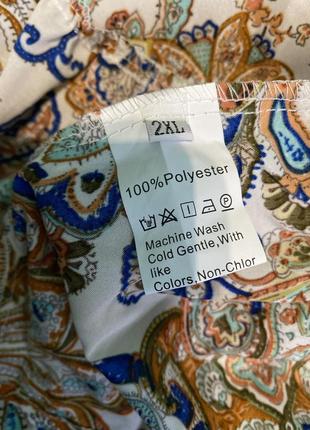 2XL
100%Polyester
Machine Wash
Cold Gentle,With
like
Colors,Non-Chlor